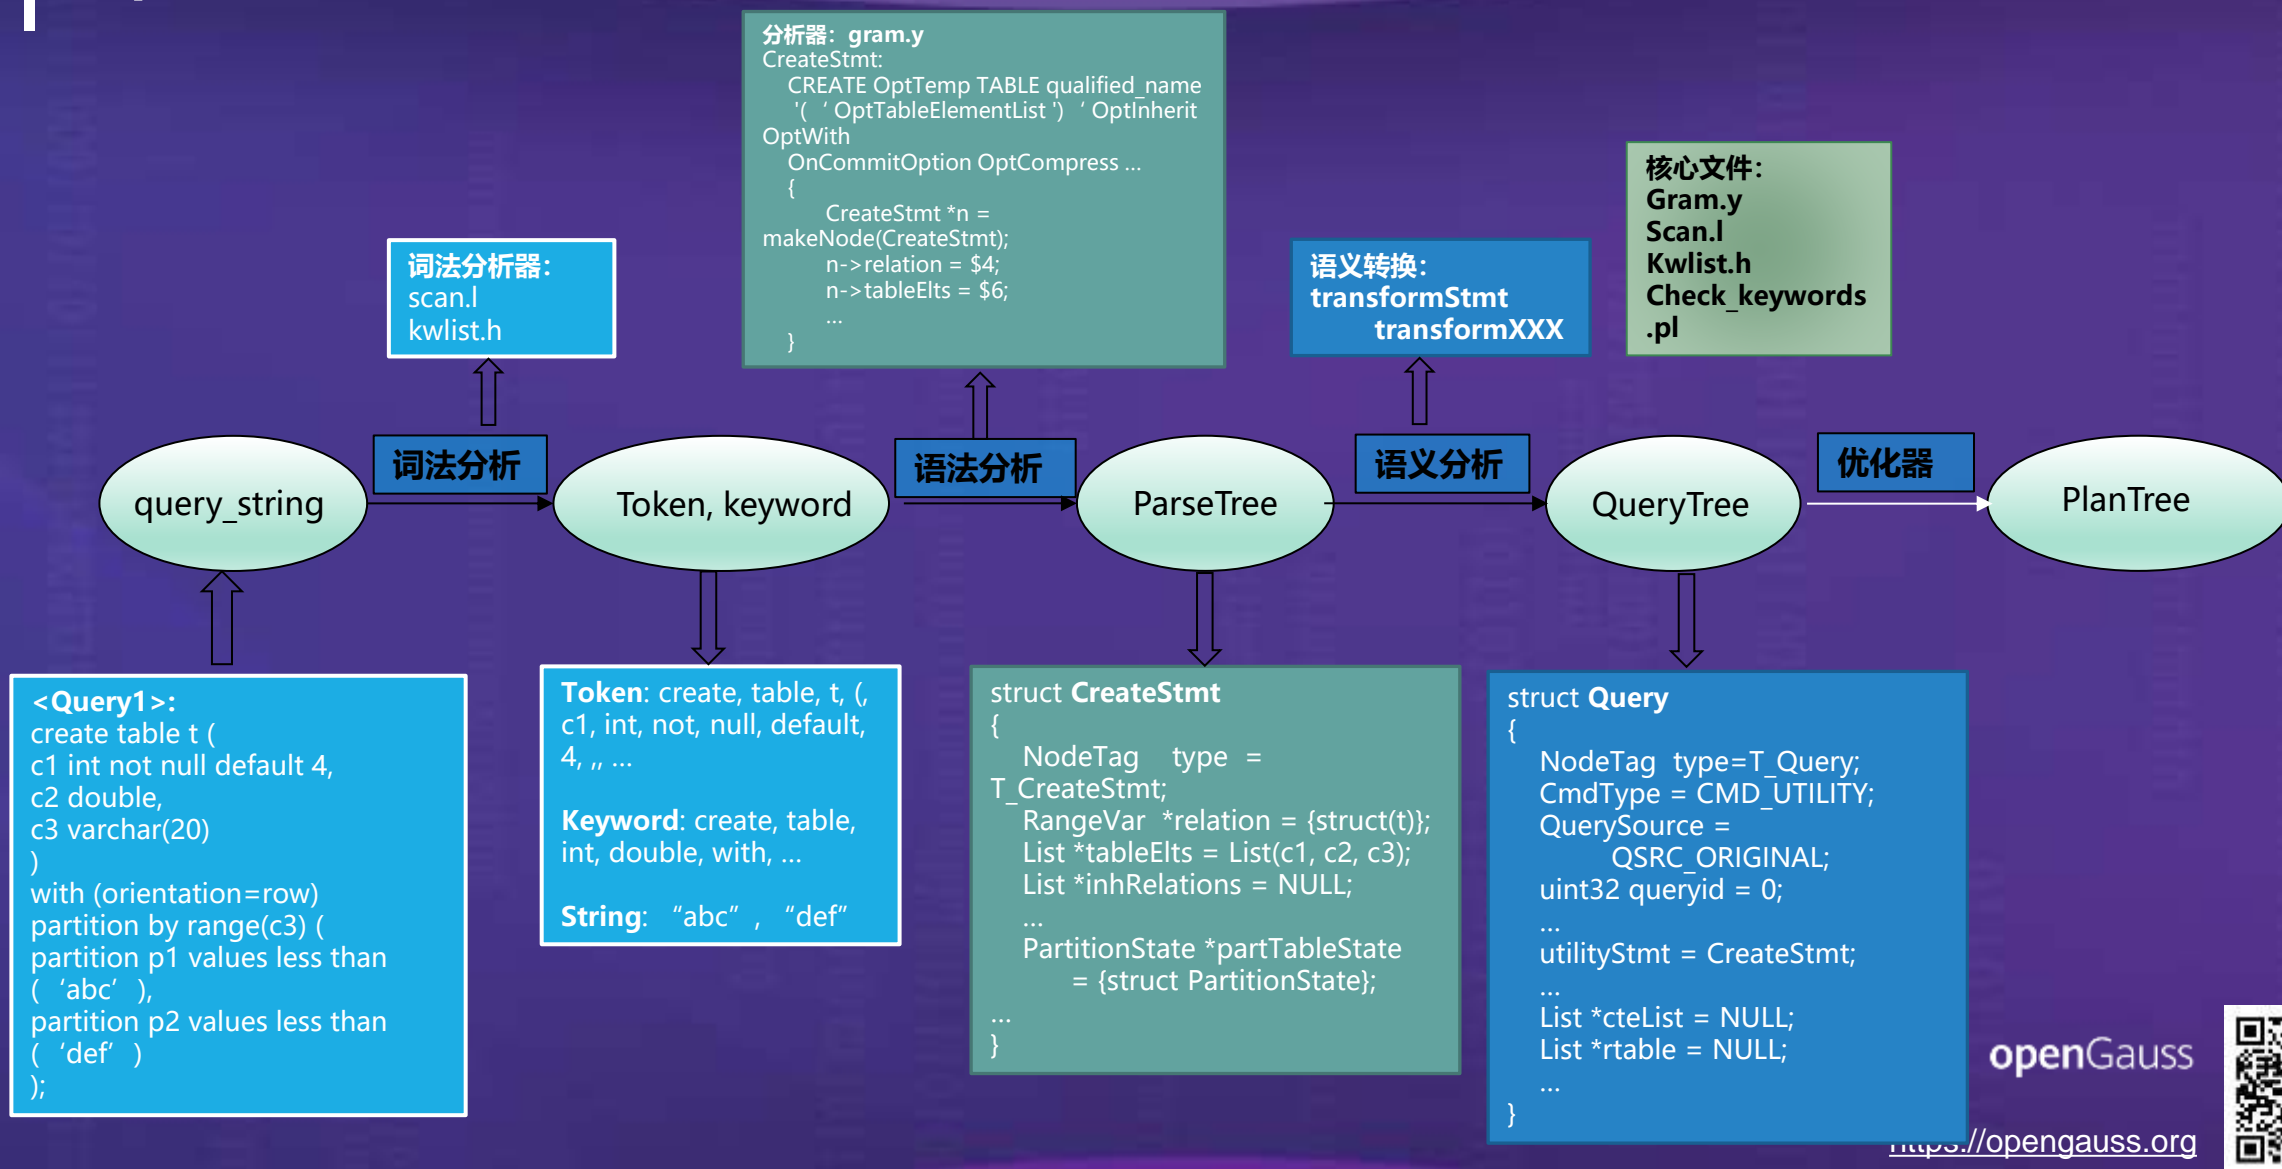 分析器：gram.y
CreateStmt:
CREATE OptTemp TABLE qualified_name
'( ‘ OptTableElementList ') ‘ OptInherit
OptWith
OnCommitOption OptCompress ...
{
CreateStmt *n =
makeNode(CreateStmt);
n->relation = $4;
n->tableElts = $6;
...
}
核心文件：
Gram.y
Scan.l
Kwlist.h
Check_keywords
.pl
词法分析器：
scan.l
kwlist.h
语义转换：
transformStmt
transformXXX
query_string
词法分析
Token, keyword
语法分析
ParseTree
语义分析
QueryTree
优化器
PlanTree
<Query1>:
create table t (
c1 int not null default 4,
c2 double,
c3 varchar(20)
)
with (orientation=row)
partition by range(c3) (
partition p1 values less than
(‘abc’),
partition p2 values less than
(‘def’)
);
Token: create, table, t, (,
c1, int, not, null, default,
4, ,, ...
Keyword: create, table,
int, double, with, ...
String: “abc”, “def”
struct CreateStmt
{
NodeTag type =
T_CreateStmt;
RangeVar *relation = {struct(t)};
List *tableElts = List(c1, c2, c3);
List *inhRelations = NULL;
...
PartitionState *partTableState
= {struct PartitionState};
...
}
struct Query
{
NodeTag type=T_Query;
CmdType = CMD_UTILITY;
QuerySource =
QSRC_ORIGINAL;
uint32 queryid = 0;
...
utilityStmt = CreateStmt;
...
List *cteList = NULL;
List *rtable = NULL;
...
}
openGauss
https://opengauss.org